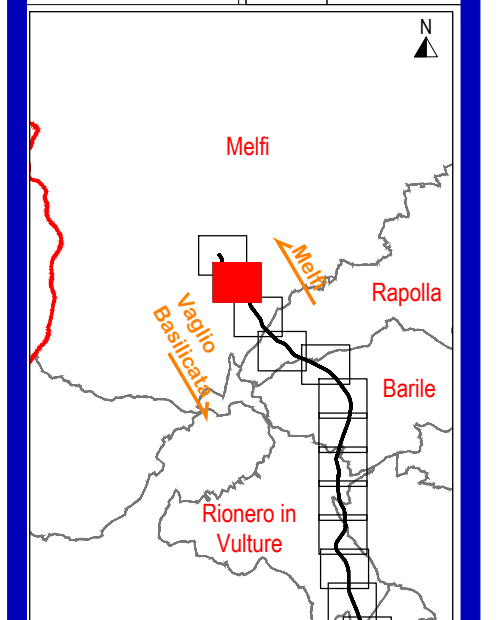 N
Melfi
Melfi
Rapolla
Vaglio
Basilicata
Barile
Rionero in
Vulture